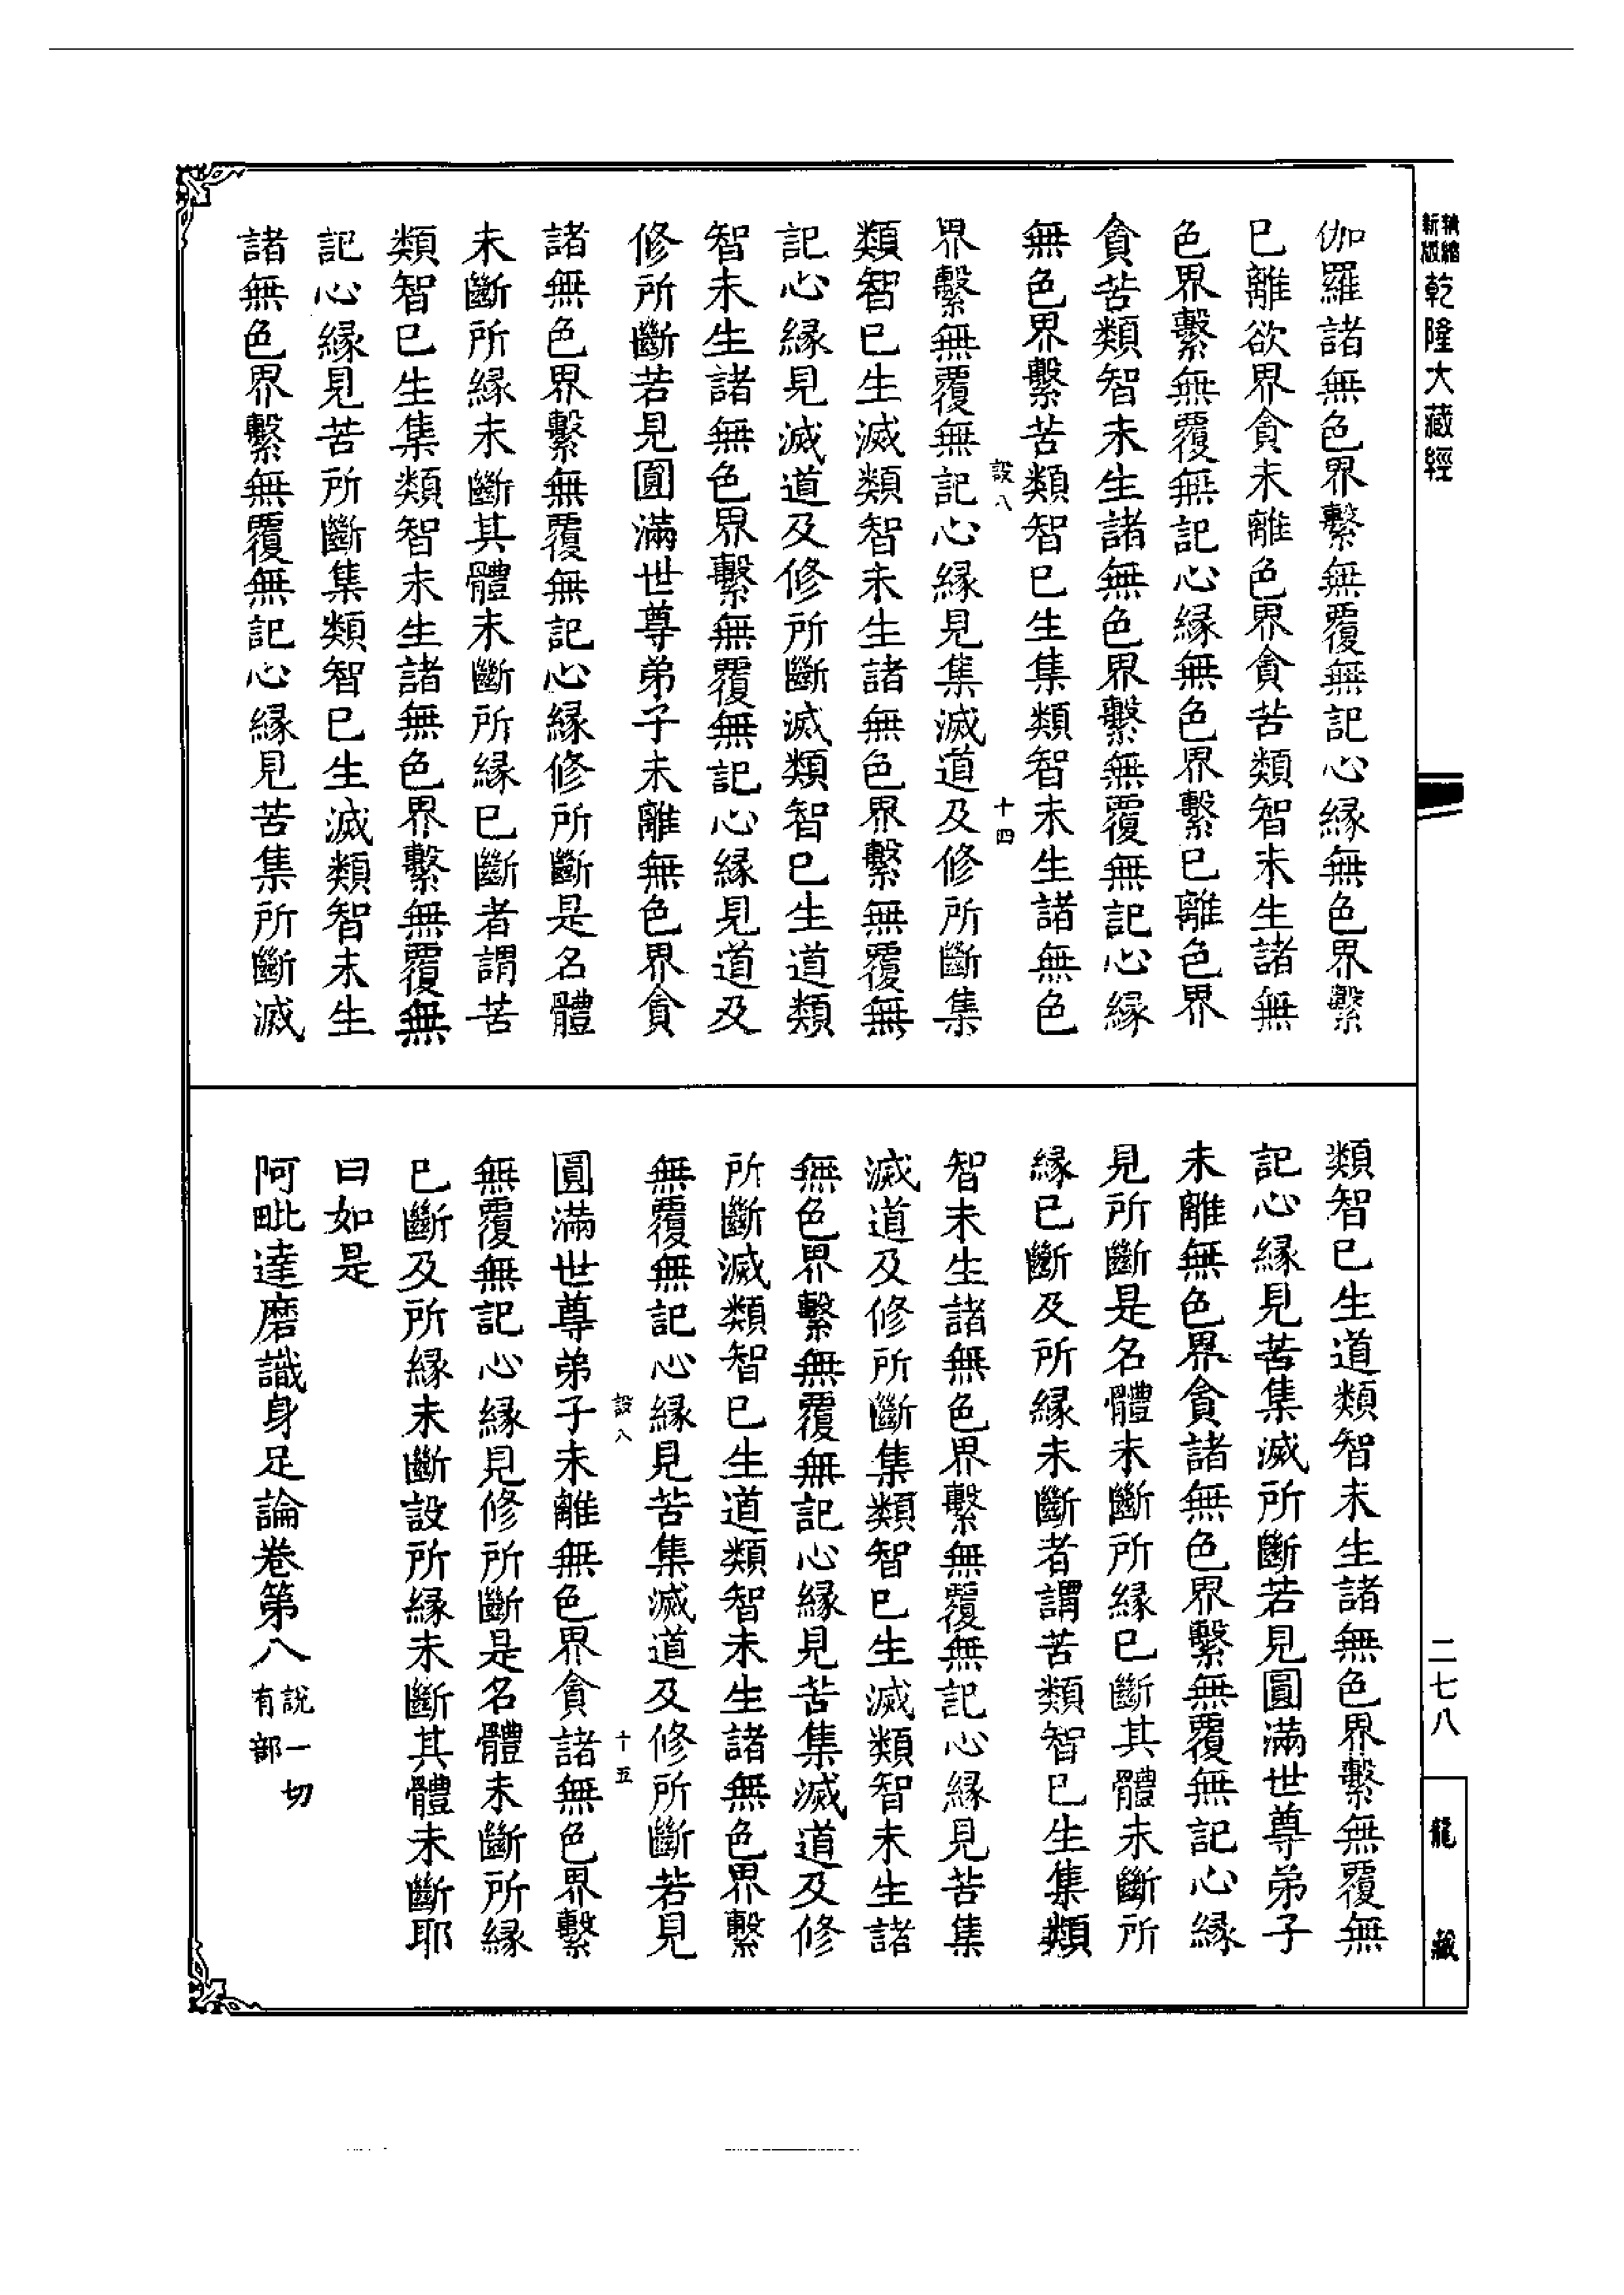 精縮新版乾隆大藏經
伽羅諸無色界繫無覆無記心緣無色界繫
已離欲界貪未離色界貪苦類智未生諸無
色界繫無覆無記心緣無色界繫已離色界
貪苦類智未生諸無色界繫無覆無記心緣
無色界繫苦類智已生集類智未生諸無色
設八 十四
界繫無覆無記心緣見集滅道及修所斷集
類智已生滅類智未生諸無色界繫無覆無
記心緣見滅道及修所斷滅類智已生道類
智未生諸無色界繫無覆無記心緣見道及
修所斷若見圓滿世尊弟子未離無色界貪
諸無色界繫無覆無記心緣修所斷是名體
未斷所緣未斷其體未斷所緣已斷者謂苦
類智已生集類智未生諸無色界繫無覆無
記心緣見苦所斷集類智已生滅類智未生
諸無色界繫無覆無記心緣見苦集所斷滅
類智已生道類智未生諸無色界繫無覆無
記心緣見苦集滅所斷若見圓滿世尊弟子
未離無色界貪諸無色界繫無覆無記心緣
見所斷是名體未斷所緣已斷其體未斷所
緣已斷及所緣未斷者謂苦類智已生集類
智未生諸無色界繫無覆無記心緣見苦集
滅道及修所斷集類智已生滅類智未生諸
無色界繫無覆無記心緣見苦集滅道及修
所斷滅類智已生道類智未生諸無色界繫
無覆無記心緣見苦集滅道及修所斷若見
設八 十五
圓滿世尊弟子未離無色界貪諸無色界繫
無覆無記心緣見修所斷是名體未斷所緣
已斷及所緣未斷設所緣未斷其體未斷耶
曰如是
阿毗達磨識身足論卷第八 說一切有部
二七八
龍藏